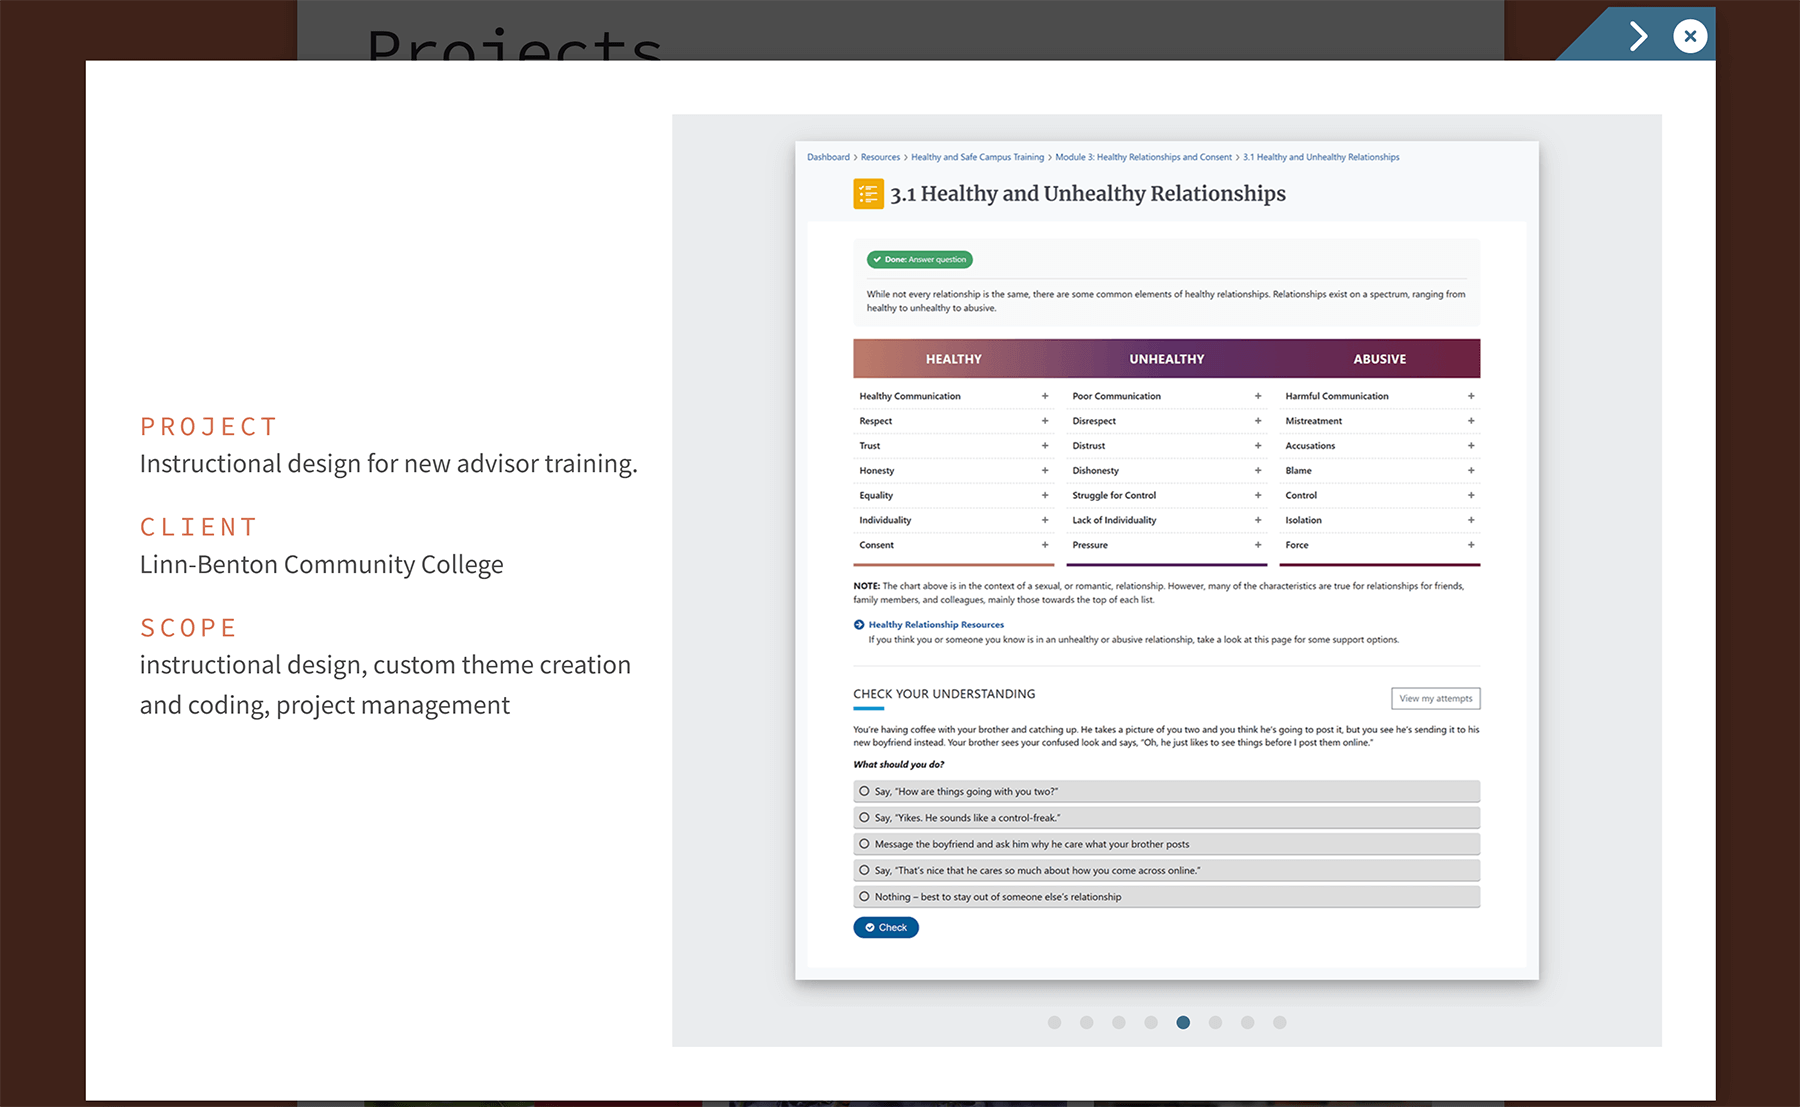 Projects
PROJECT
Instructional design for new advisor training.
CLIENT
Linn-Benton Community College
SCOPE
instructional design, custom theme creation
and coding, project management
Dashboard > Resources > Healthy and Safe Campus Training > Module 3: Healthy Relationships and Consent > 3.1 Healthy and Unhealthy Relationships
3.1 Healthy and Unhealthy Relationships
Done: Answer question
While not every relationship is the same, there are some common elements of healthy relationships. Relationships exist on a spectrum, ranging from
healthy to unhealthy to abusive.
HEALTHY UNHEALTHY ABUSIVE
Healthy Communication + Poor Communication + Harmful Communication +
Respect + Disrespect + Mistreatment +
Trust + Distrust + Accusations +
Honesty + Dishonesty + Blame +
Equality + Struggle for Control + Control +
Individuality + Lack of Individuality + Isolation +
Consent + Pressure + Force +
NOTE: The chart above is in the context of a sexual, or romantic, relationship. However, many of the characteristics are true for relationships for friends,
family members, and colleagues, mainly those towards the top of each list.
Healthy Relationship Resources
If you think you or someone you know is in an unhealthy or abusive relationship, take a look at this page for some support options.
CHECK YOUR UNDERSTANDING
View my attempts
You're having coffee with your brother and catching up. He takes a picture of you two and you think he's going to post it, but you see he's sending it to his
new boyfriend instead. Your brother sees your confused look and says, "Oh, he just likes to see things before I post them online."
What should you do?
Say, "How are things going with you two?"
Say, "Yikes. He sounds like a control-freak."
Message the boyfriend and ask him why he care what your brother posts
Say, "That's nice that he cares so much about how you come across online."
Nothing – best to stay out of someone else's relationship
Check